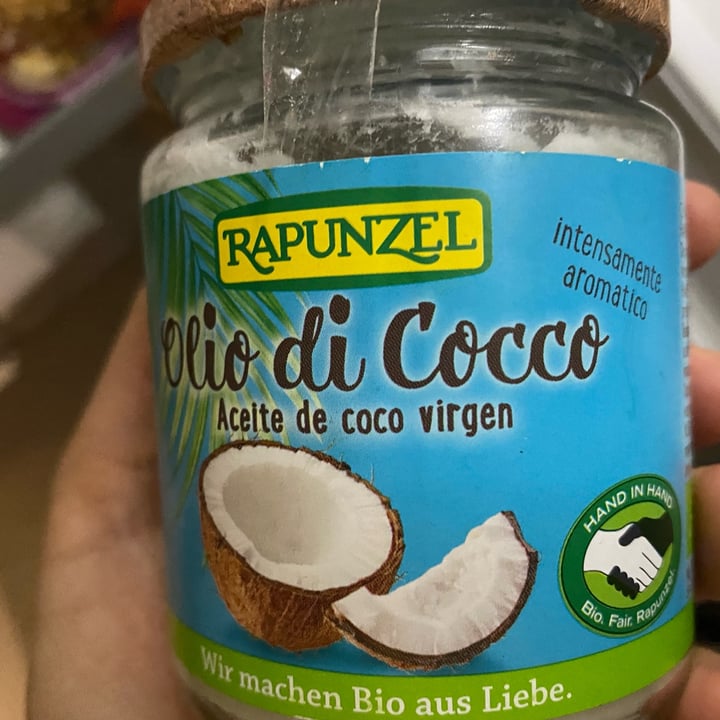 RAPUNZEL
intensamente
aromatico
Olio di Cocco
Aceite de coco virgen
HAND IN HAND
Bio. Fair. Rapunzel.
Wir machen Bio aus Liebe.